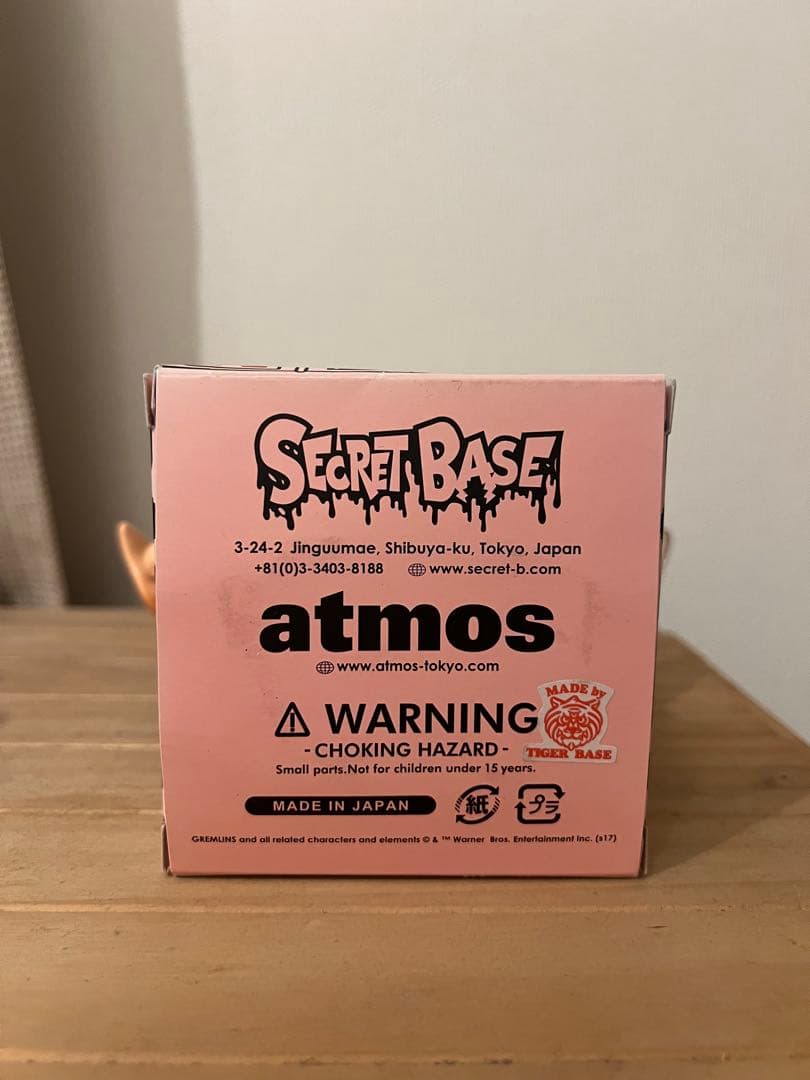 SECRET BASE
3-24-2 Jinguumae, Shibuya-ku, Tokyo, Japan
+81(0)3-3403-8188 www.secret-b.com
atmos
www.atmos-tokyo.com
WARNING
- CHOKING HAZARD -
Small parts.Not for children under 15 years.
MADE by
TIGER BASE
MADE IN JAPAN 紙 プラ
GREMLINS and all related characters and elements © & ™ Warner Bros. Entertainment Inc. (s17)